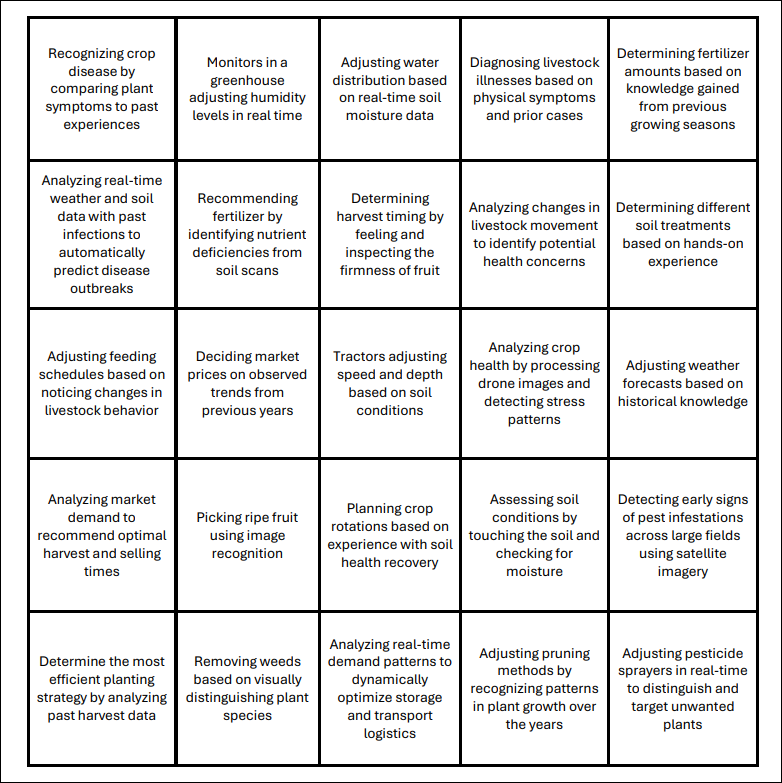 Recognizing crop
disease by
comparing plant
symptoms to past
experiences
Monitors in a
greenhouse
adjusting humidity
levels in real time
Adjusting water
distribution based
on real-time soil
moisture data
Diagnosing livestock
illnesses based on
physical symptoms
and prior cases
Determining fertilizer
amounts based on
knowledge gained
from previous
growing seasons
Analyzing real-time
weather and soil
data with past
infections to
automatically
predict disease
outbreaks
Recommending
fertilizer by
identifying nutrient
deficiencies from
soil scans
Determining
harvest timing by
feeling and
inspecting the
firmness of fruit
Analyzing changes in
livestock movement
to identify potential
health concerns
Determining different
soil treatments
based on hands-on
experience
Adjusting feeding
schedules based on
noticing changes in
livestock behavior
Deciding market
prices on observed
trends from
previous years
Tractors adjusting
speed and depth
based on soil
conditions
Analyzing crop
health by processing
drone images and
detecting stress
patterns
Adjusting weather
forecasts based on
historical knowledge
Analyzing market
demand to
recommend optimal
harvest and selling
times
Picking ripe fruit
using image
recognition
Planning crop
rotations based on
experience with soil
health recovery
Assessing soil
conditions by
touching the soil and
checking for
moisture
Detecting early signs
of pest infestations
across large fields
using satellite
imagery
Determine the most
efficient planting
strategy by analyzing
past harvest data
Removing weeds
based on visually
distinguishing plant
species
Analyzing real-time
demand patterns to
dynamically
optimize storage
and transport
logistics
Adjusting pruning
methods by
recognizing patterns
in plant growth over
the years
Adjusting pesticide
sprayers in real-time
to distinguish and
target unwanted
plants